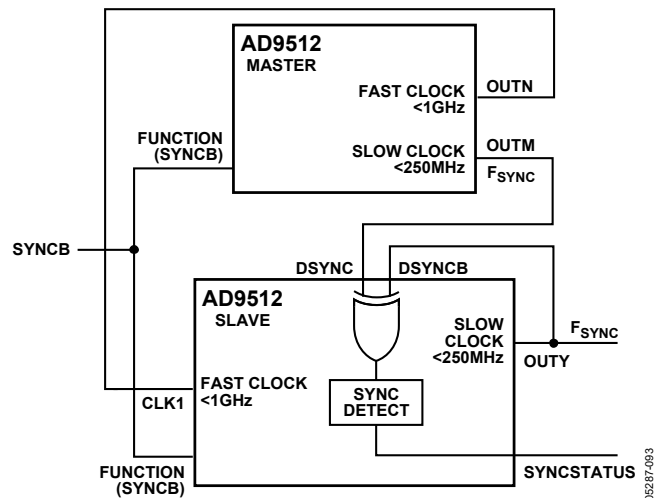 AD9512
MASTER
FAST CLOCK
<1GHz
OUTN
FUNCTION
(SYNCB)
SLOW CLOCK
<250MHz
OUTM
FSYNC
SYNCB
DSYNC
DSYNCB
AD9512
SLAVE
SLOW
CLOCK
<250MHz
FSYNC
OUTY
FAST CLOCK
<1GHz
CLK1
SYNC
DETECT
FUNCTION
(SYNCB)
SYNCSTATUS
05287-093